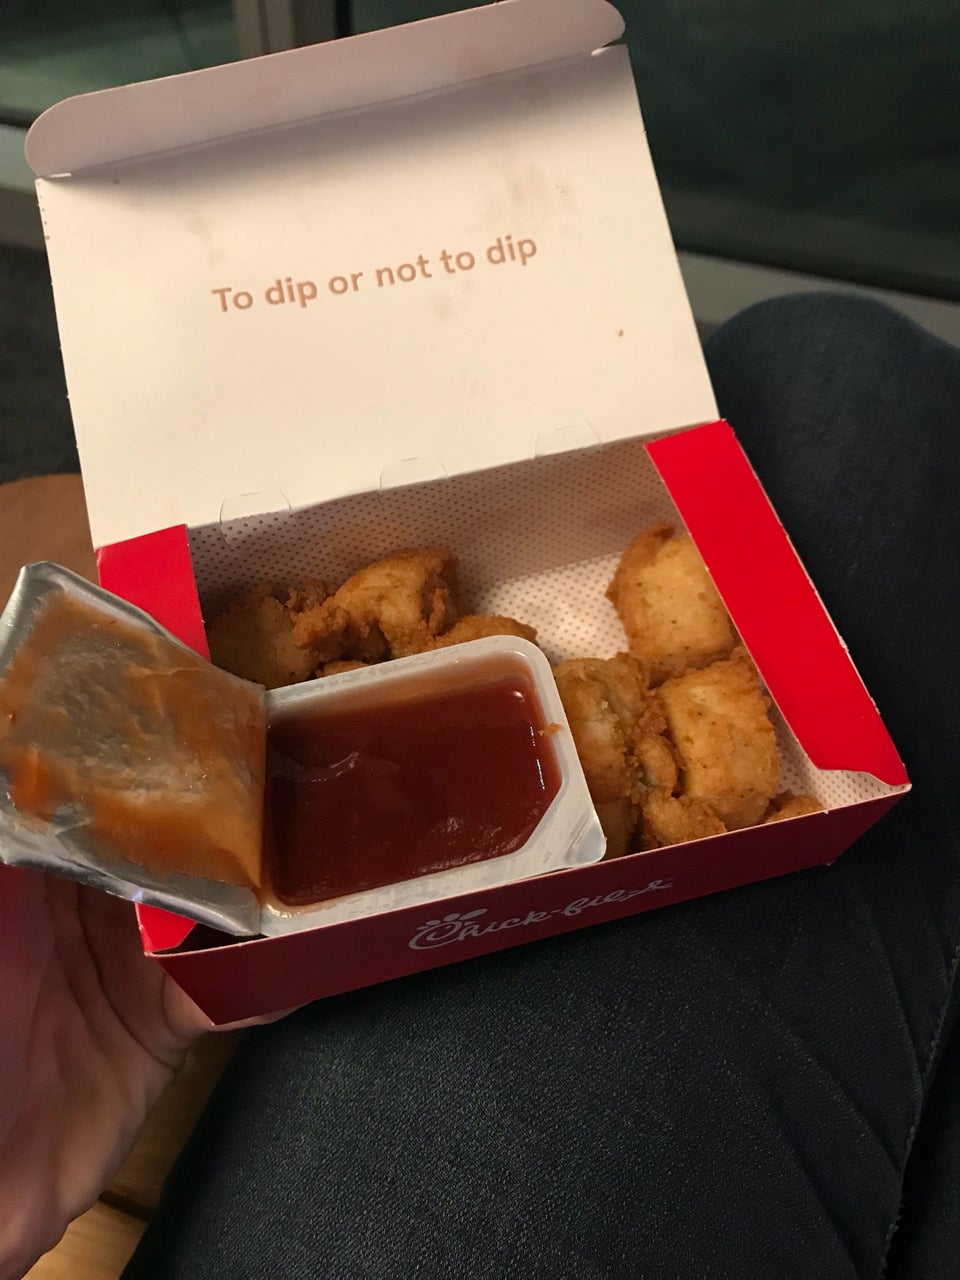 To dip or not to dip
Chick-fil-A